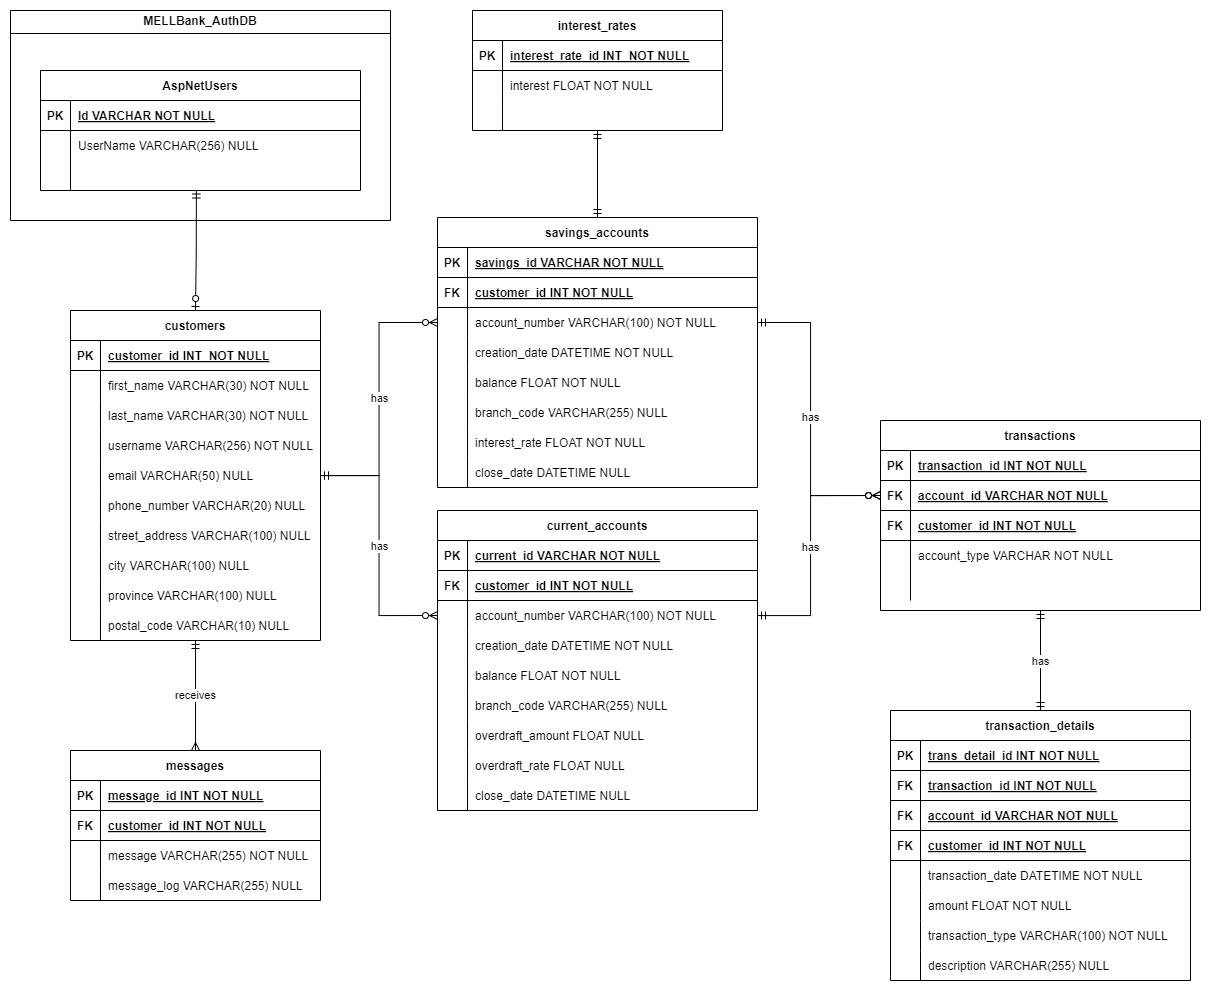 MELLBank_AuthDB
AspNetUsers
PK Id VARCHAR NOT NULL
UserName VARCHAR(256) NULL
interest_rates
PK interest_rate_id INT  NOT NULL
interest FLOAT NOT NULL
customers
PK customer_id INT  NOT NULL
first_name VARCHAR(30) NOT NULL
last_name VARCHAR(30) NOT NULL
username VARCHAR(256) NOT NULL
email VARCHAR(50) NULL
phone_number VARCHAR(20) NULL
street_address VARCHAR(100) NULL
city VARCHAR(100) NULL
province VARCHAR(100) NULL
postal_code VARCHAR(10) NULL
receives
messages
PK message_id INT NOT NULL
FK customer_id INT NOT NULL
message VARCHAR(255) NOT NULL
message_log VARCHAR(255) NULL
has
has
savings_accounts
PK savings_id VARCHAR NOT NULL
FK customer_id INT NOT NULL
account_number VARCHAR(100) NOT NULL
creation_date DATETIME NOT NULL
balance FLOAT NOT NULL
branch_code VARCHAR(255) NULL
interest_rate FLOAT NOT NULL
close_date DATETIME NULL
current_accounts
PK current_id VARCHAR NOT NULL
FK customer_id INT NOT NULL
account_number VARCHAR(100) NOT NULL
creation_date DATETIME NOT NULL
balance FLOAT NOT NULL
branch_code VARCHAR(255) NULL
overdraft_amount FLOAT NULL
overdraft_rate FLOAT NULL
close_date DATETIME NULL
has
has
transactions
PK transaction_id INT NOT NULL
FK account_id VARCHAR NOT NULL
FK customer_id INT NOT NULL
account_type VARCHAR NOT NULL
has
transaction_details
PK trans_detail_id INT NOT NULL
FK transaction_id INT NOT NULL
FK account_id VARCHAR NOT NULL
FK customer_id INT NOT NULL
transaction_date DATETIME NOT NULL
amount FLOAT NOT NULL
transaction_type VARCHAR(100) NOT NULL
description VARCHAR(255) NULL